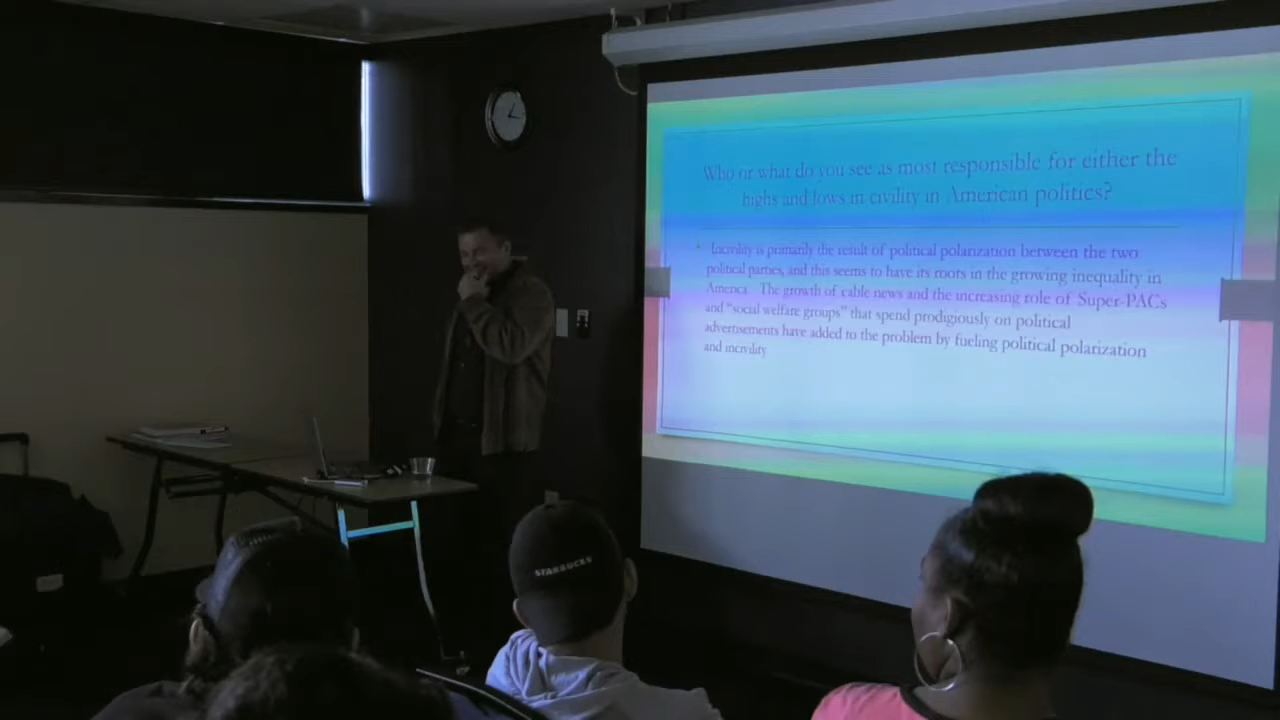 Who or what do you see as most responsible for either the
highs and lows in civility in American politics?
Incivility is primarily the result of political polarization between the two
political parties, and this seems to have its roots in the growing inequality in
America. The growth of cable news and the increasing role of Super-PACs
and "social welfare groups" that spend prodigiously on political
advertisements have added to the problem by fueling political polarization
and incivility
STARBUCKS